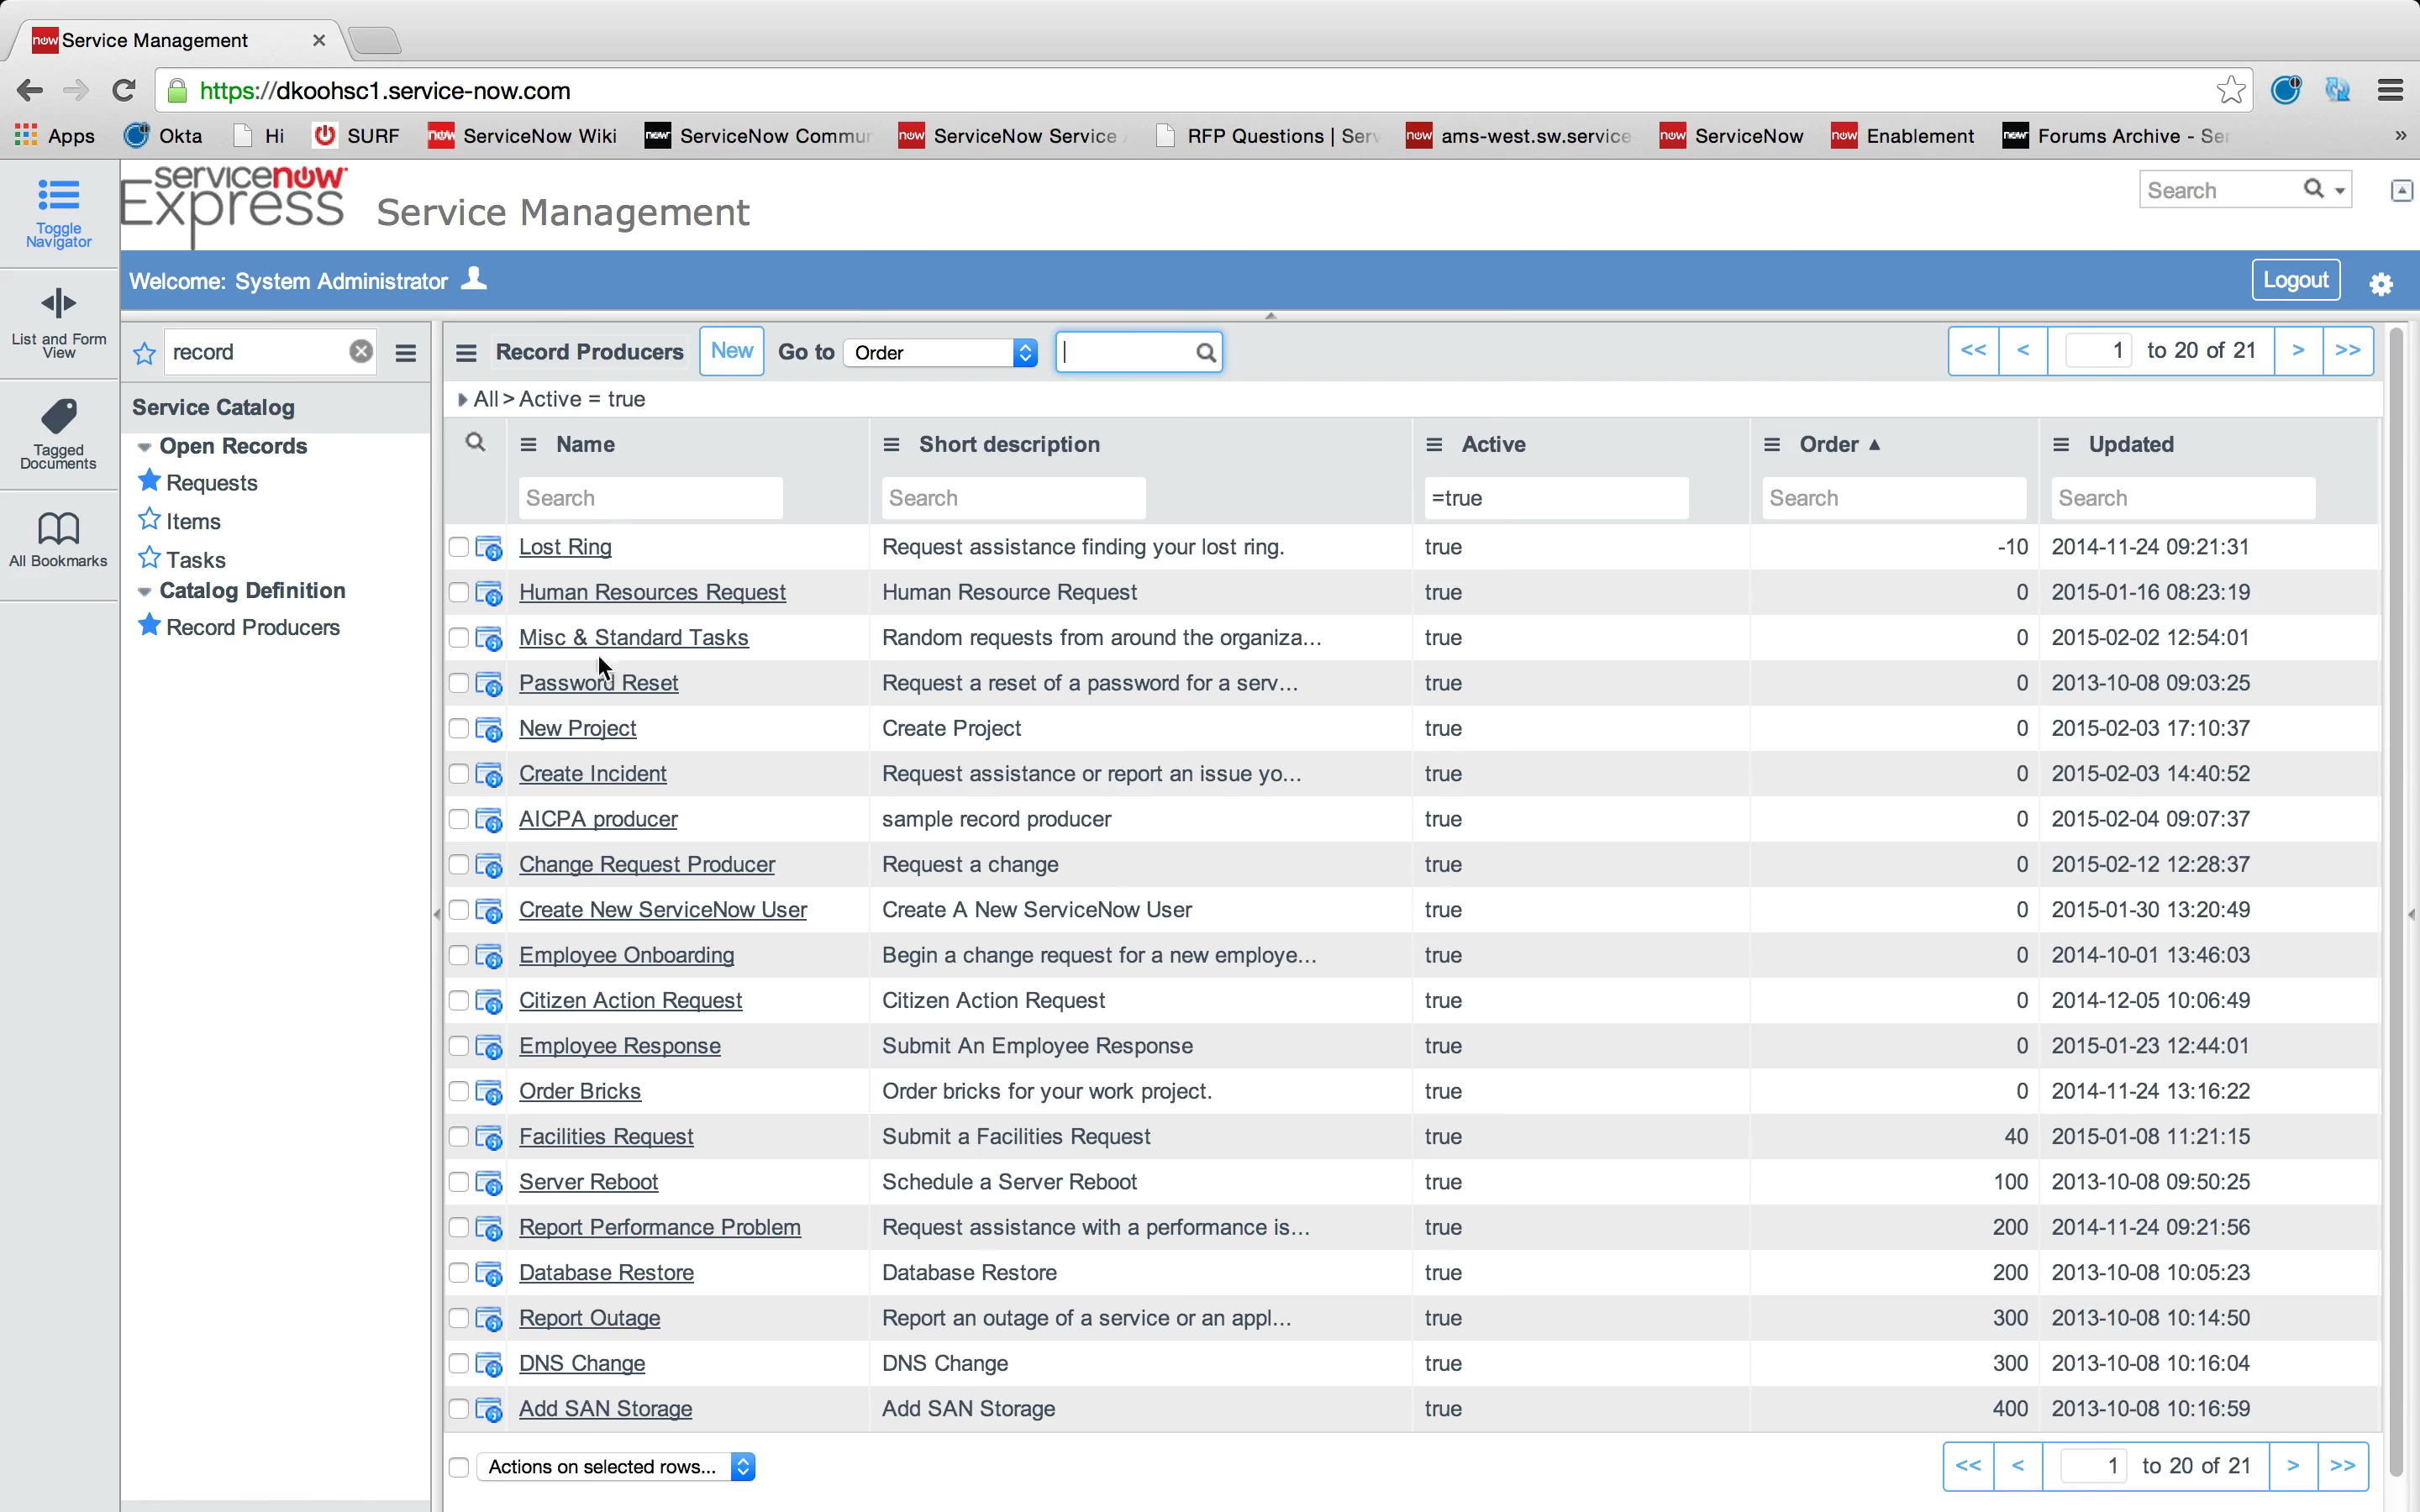 now Service Management
https://dkoohsc1.service-now.com
Apps Okta Hi SURF now ServiceNow Wiki now ServiceNow Commun now ServiceNow Service now RFP Questions | Serv now ams-west.sw.service now ServiceNow now Enablement now Forums Archive - Ser »
servicenow
Express Service Management
Search
Toggle
Navigator
Welcome: System Administrator
Logout
List and Form
View
record
Record Producers New Go to Order
<< < 1 to 20 of 21 > >>
All > Active = true
Tagged
Documents
All Bookmarks
Service Catalog
Open Records
Requests
Items
Tasks
Catalog Definition
Record Producers
Name Short description Active Order Updated
Search Search =true Search Search
Lost Ring Request assistance finding your lost ring. true -10 2014-11-24 09:21:31
Human Resources Request Human Resource Request true 0 2015-01-16 08:23:19
Misc & Standard Tasks Random requests from around the organiza... true 0 2015-02-02 12:54:01
Password Reset Request a reset of a password for a serv... true 0 2013-10-08 09:03:25
New Project Create Project true 0 2015-02-03 17:10:37
Create Incident Request assistance or report an issue yo... true 0 2015-02-03 14:40:52
AICPA producer sample record producer true 0 2015-02-04 09:07:37
Change Request Producer Request a change true 0 2015-02-12 12:28:37
Create New ServiceNow User Create A New ServiceNow User true 0 2015-01-30 13:20:49
Employee Onboarding Begin a change request for a new employe... true 0 2014-10-01 13:46:03
Citizen Action Request Citizen Action Request true 0 2014-12-05 10:06:49
Employee Response Submit An Employee Response true 0 2015-01-23 12:44:01
Order Bricks Order bricks for your work project. true 0 2014-11-24 13:16:22
Facilities Request Submit a Facilities Request true 40 2015-01-08 11:21:15
Server Reboot Schedule a Server Reboot true 100 2013-10-08 09:50:25
Report Performance Problem Request assistance with a performance is... true 200 2014-11-24 09:21:56
Database Restore Database Restore true 200 2013-10-08 10:05:23
Report Outage Report an outage of a service or an appl... true 300 2013-10-08 10:14:50
DNS Change DNS Change true 300 2013-10-08 10:16:04
Add SAN Storage Add SAN Storage true 400 2013-10-08 10:16:59
Actions on selected rows... << < 1 to 20 of 21 > >>